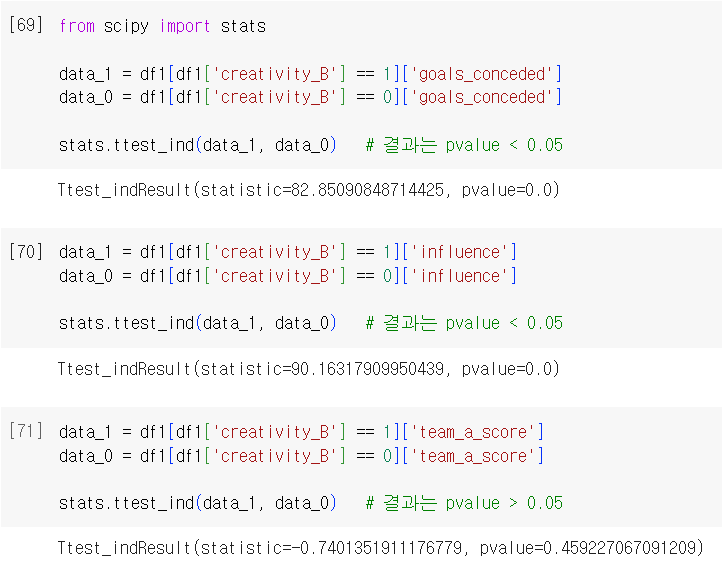 [69] from scipy import stats
data_1 = df1[df1['creativity_B'] == 1]['goals_conceded']
data_0 = df1[df1['creativity_B'] == 0]['goals_conceded']
stats.ttest_ind(data_1, data_0)   # 결과는 pvalue < 0.05
Ttest_indResult(statistic=82.85090848714425, pvalue=0.0)
[70] data_1 = df1[df1['creativity_B'] == 1]['influence']
data_0 = df1[df1['creativity_B'] == 0]['influence']
stats.ttest_ind(data_1, data_0)   # 결과는 pvalue < 0.05
Ttest_indResult(statistic=90.16317909950439, pvalue=0.0)
[71] data_1 = df1[df1['creativity_B'] == 1]['team_a_score']
data_0 = df1[df1['creativity_B'] == 0]['team_a_score']
stats.ttest_ind(data_1, data_0)   # 결과는 pvalue > 0.05
Ttest_indResult(statistic=-0.7401351911176779, pvalue=0.459227067091209)